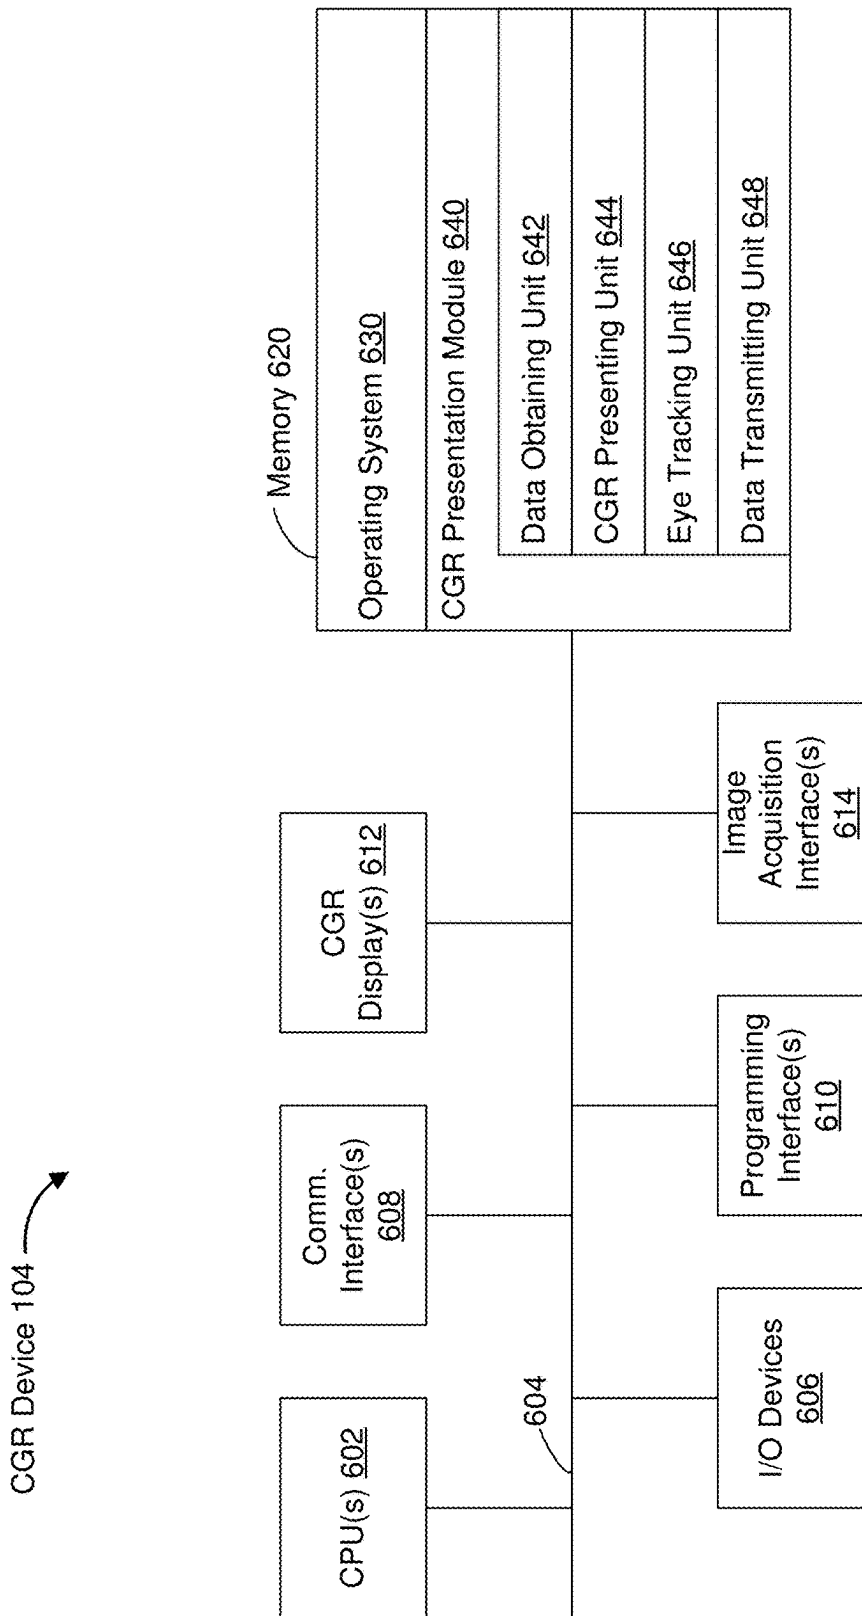 CGR Device 104
CPU(s) 602
Comm.
Interface(s)
608
CGR
Display(s) 612
604
I/O Devices
606
Programming
Interface(s)
610
Image
Acquisition
Interface(s)
614
Memory 620
Operating System 630
CGR Presentation Module 640
Data Obtaining Unit 642
CGR Presenting Unit 644
Eye Tracking Unit 646
Data Transmitting Unit 648